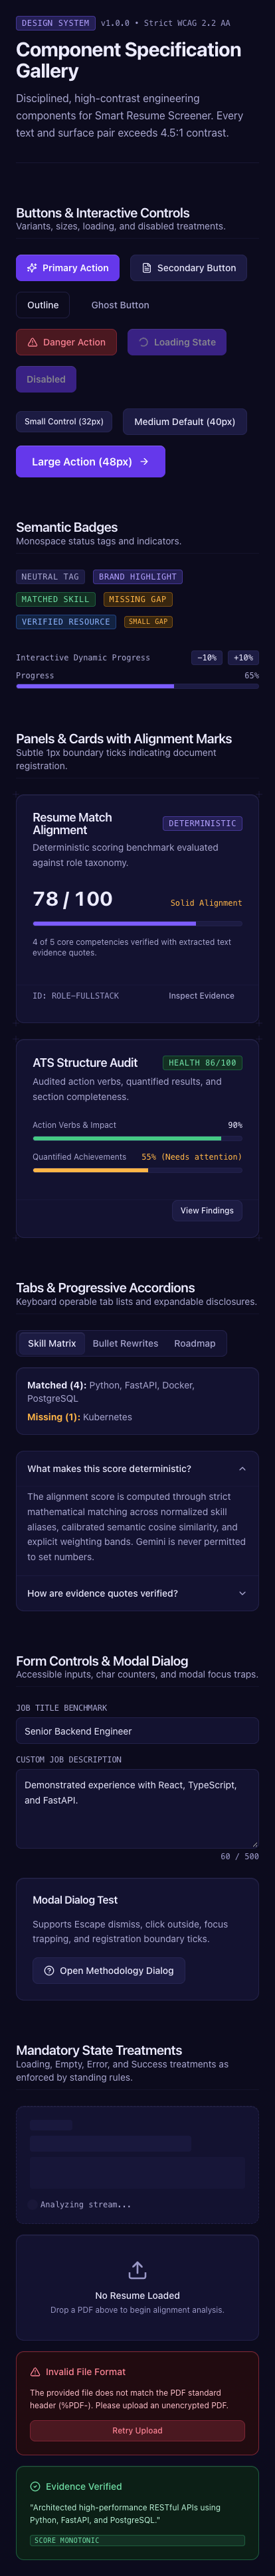 DESIGN SYSTEM v1.0.0 • Strict WCAG 2.2 AA
Component Specification
Gallery
Disciplined, high-contrast engineering
components for Smart Resume Screener. Every
text and surface pair exceeds 4.5:1 contrast.
Buttons & Interactive Controls
Variants, sizes, loading, and disabled treatments.
Primary Action Secondary Button
Outline Ghost Button
Danger Action Loading State
Disabled
Small Control (32px) Medium Default (40px)
Large Action (48px) →
Semantic Badges
Monospace status tags and indicators.
NEUTRAL TAG BRAND HIGHLIGHT
MATCHED SKILL MISSING GAP
VERIFIED RESOURCE SMALL GAP
Interactive Dynamic Progress −10% +10%
Progress 65%
Panels & Cards with Alignment Marks
Subtle 1px boundary ticks indicating document
registration.
Resume Match
Alignment DETERMINISTIC
Deterministic scoring benchmark evaluated
against role taxonomy.
78 / 100 Solid Alignment
4 of 5 core competencies verified with extracted text
evidence quotes.
ID: ROLE-FULLSTACK Inspect Evidence
ATS Structure Audit HEALTH 86/100
Audited action verbs, quantified results, and
section completeness.
Action Verbs & Impact 90%
Quantified Achievements 55% (Needs attention)
View Findings
Tabs & Progressive Accordions
Keyboard operable tab lists and expandable disclosures.
Skill Matrix Bullet Rewrites Roadmap
Matched (4): Python, FastAPI, Docker,
PostgreSQL
Missing (1): Kubernetes
What makes this score deterministic?
The alignment score is computed through strict
mathematical matching across normalized skill
aliases, calibrated semantic cosine similarity, and
explicit weighting bands. Gemini is never permitted
to set numbers.
How are evidence quotes verified?
Form Controls & Modal Dialog
Accessible inputs, char counters, and modal focus traps.
JOB TITLE BENCHMARK
Senior Backend Engineer
CUSTOM JOB DESCRIPTION
Demonstrated experience with React, TypeScript,
and FastAPI.
60 / 500
Modal Dialog Test
Supports Escape dismiss, click outside, focus
trapping, and registration boundary ticks.
Open Methodology Dialog
Mandatory State Treatments
Loading, Empty, Error, and Success treatments as
enforced by standing rules.
Analyzing stream...
No Resume Loaded
Drop a PDF above to begin alignment analysis.
Invalid File Format
The provided file does not match the PDF standard
header (%PDF-). Please upload an unencrypted PDF.
Retry Upload
Evidence Verified
"Architected high-performance RESTful APIs using
Python, FastAPI, and PostgreSQL."
SCORE MONOTONIC